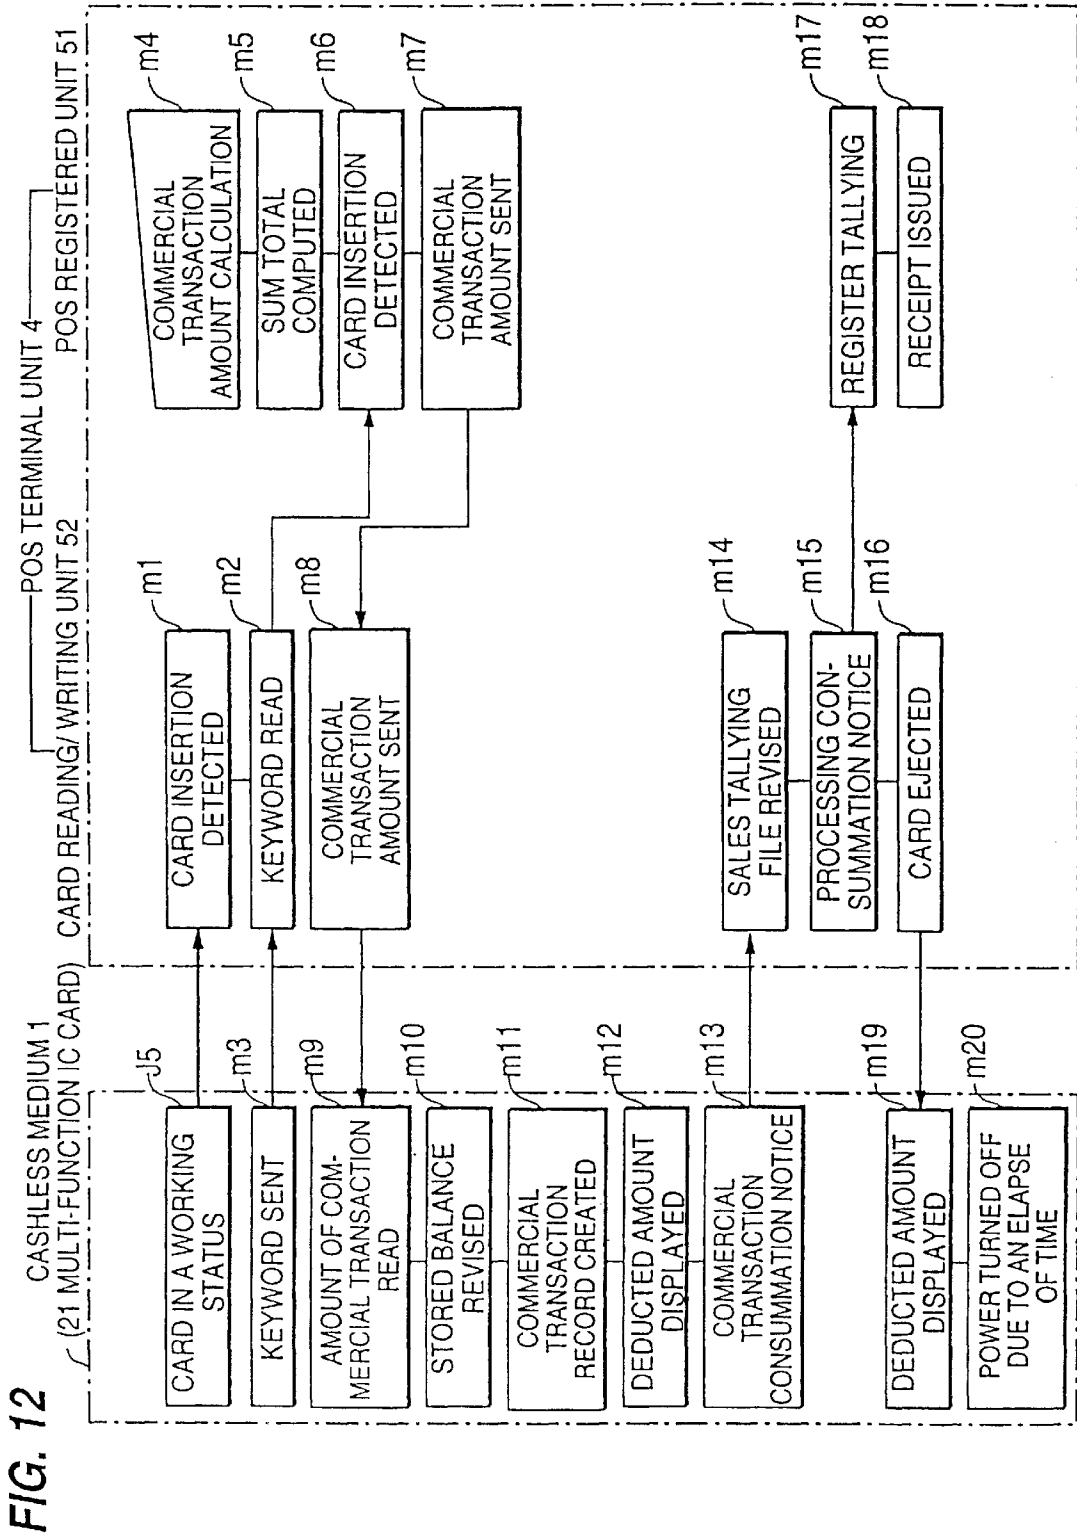 FIG. 12
CASHLESS MEDIUM 1
(21 MULTI-FUNCTION IC CARD)
POS TERMINAL UNIT 4
CARD READING/WRITING UNIT 52
POS REGISTERED UNIT 51
J5
CARD IN A WORKING
STATUS
m3
KEYWORD SENT
m9
AMOUNT OF COM-
MERCIAL TRANSACTION
READ
m10
STORED BALANCE
REVISED
m11
COMMERCIAL
TRANSACTION
RECORD CREATED
m12
DEDUCTED AMOUNT
DISPLAYED
m13
COMMERCIAL
TRANSACTION
CONSUMMATION NOTICE
m19
DEDUCTED AMOUNT
DISPLAYED
m20
POWER TURNED OFF
DUE TO AN ELAPSE
OF TIME
m1
CARD INSERTION
DETECTED
m2
KEYWORD READ
m8
COMMERCIAL
TRANSACTION
AMOUNT SENT
m14
SALES TALLYING
FILE REVISED
m15
PROCESSING CON-
SUMMATION NOTICE
m16
CARD EJECTED
m4
COMMERCIAL
TRANSACTION
AMOUNT CALCULATION
m5
SUM TOTAL
COMPUTED
m6
CARD INSERTION
DETECTED
m7
COMMERCIAL
TRANSACTION
AMOUNT SENT
m17
REGISTER TALLYING
m18
RECEIPT ISSUED